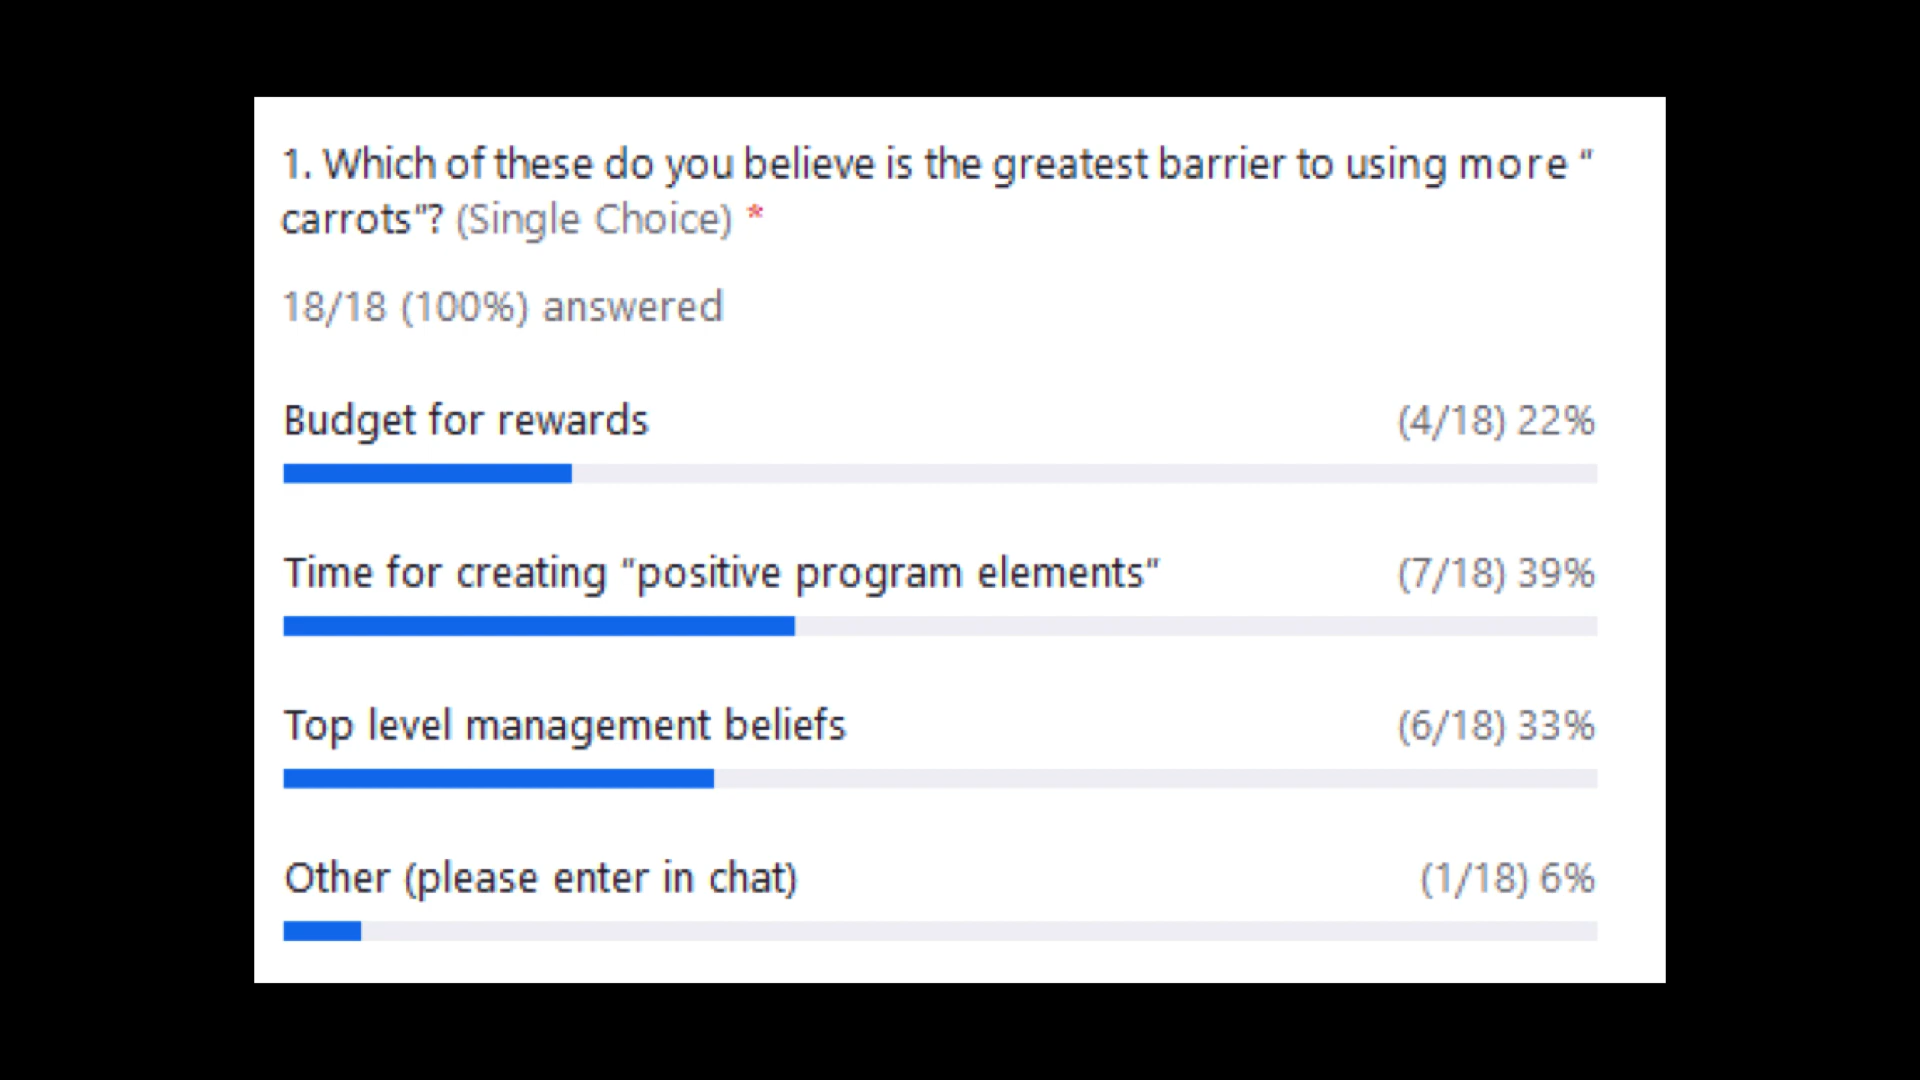 1. Which of these do you believe is the greatest barrier to using more “
carrots”? (Single Choice) *
18/18 (100%) answered
Budget for rewards (4/18) 22%
Time for creating “positive program elements” (7/18) 39%
Top level management beliefs (6/18) 33%
Other (please enter in chat) (1/18) 6%